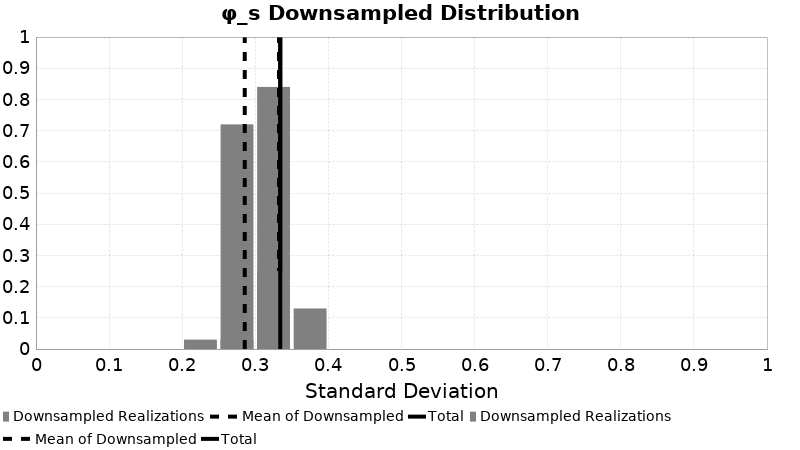 φ_s Downsampled Distribution
1
0.9
0.8
0.7
0.6
0.5
0.4
0.3
0.2
0.1
0
0 0.1 0.2 0.3 0.4 0.5 0.6 0.7 0.8 0.9 1
Standard Deviation
Downsampled Realizations Mean of Downsampled Total Downsampled Realizations
Mean of Downsampled Total